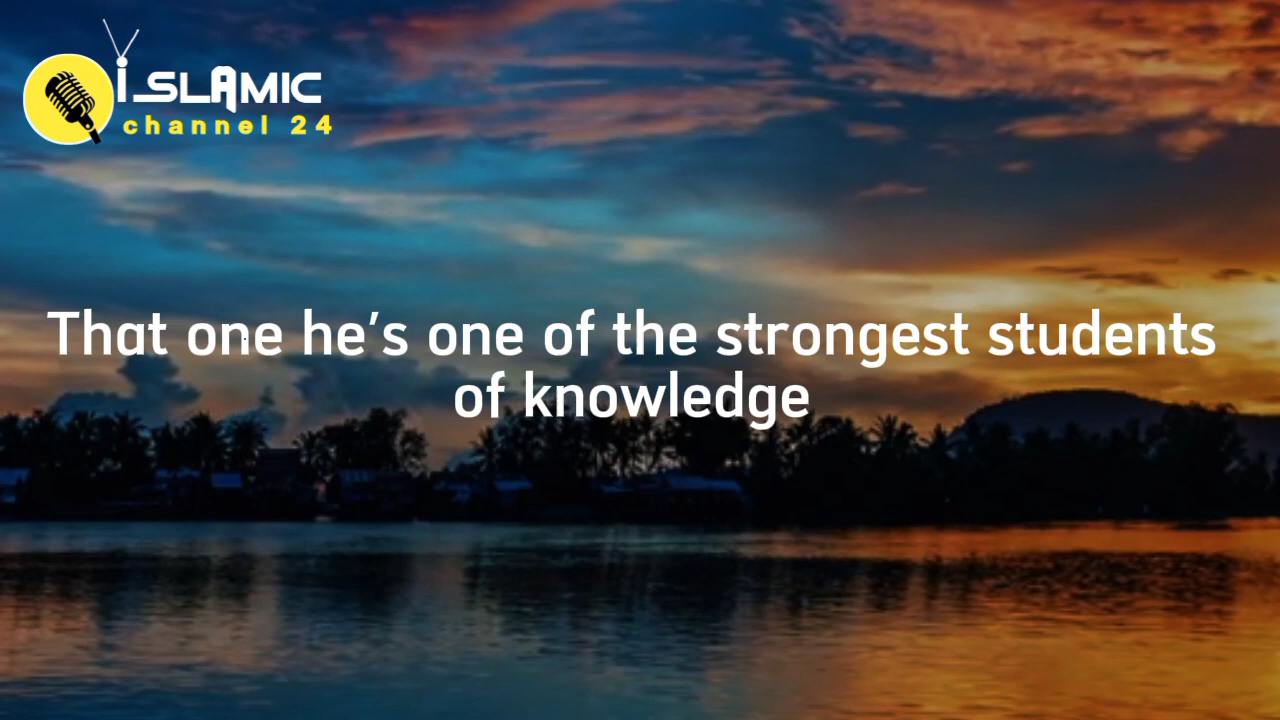 iSLAMIC
channel 24
That one he's one of the strongest students
of knowledge